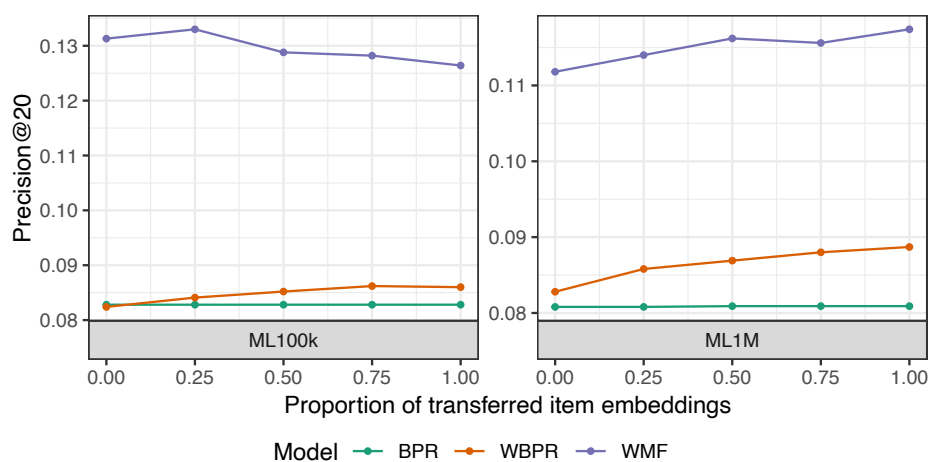 Precision@20
0.13
0.12
0.11
0.10
0.09
0.08
ML100k
0.00 0.25 0.50 0.75 1.00
0.11
0.10
0.09
0.08
ML1M
0.00 0.25 0.50 0.75 1.00
Proportion of transferred item embeddings
Model BPR WBPR WMF